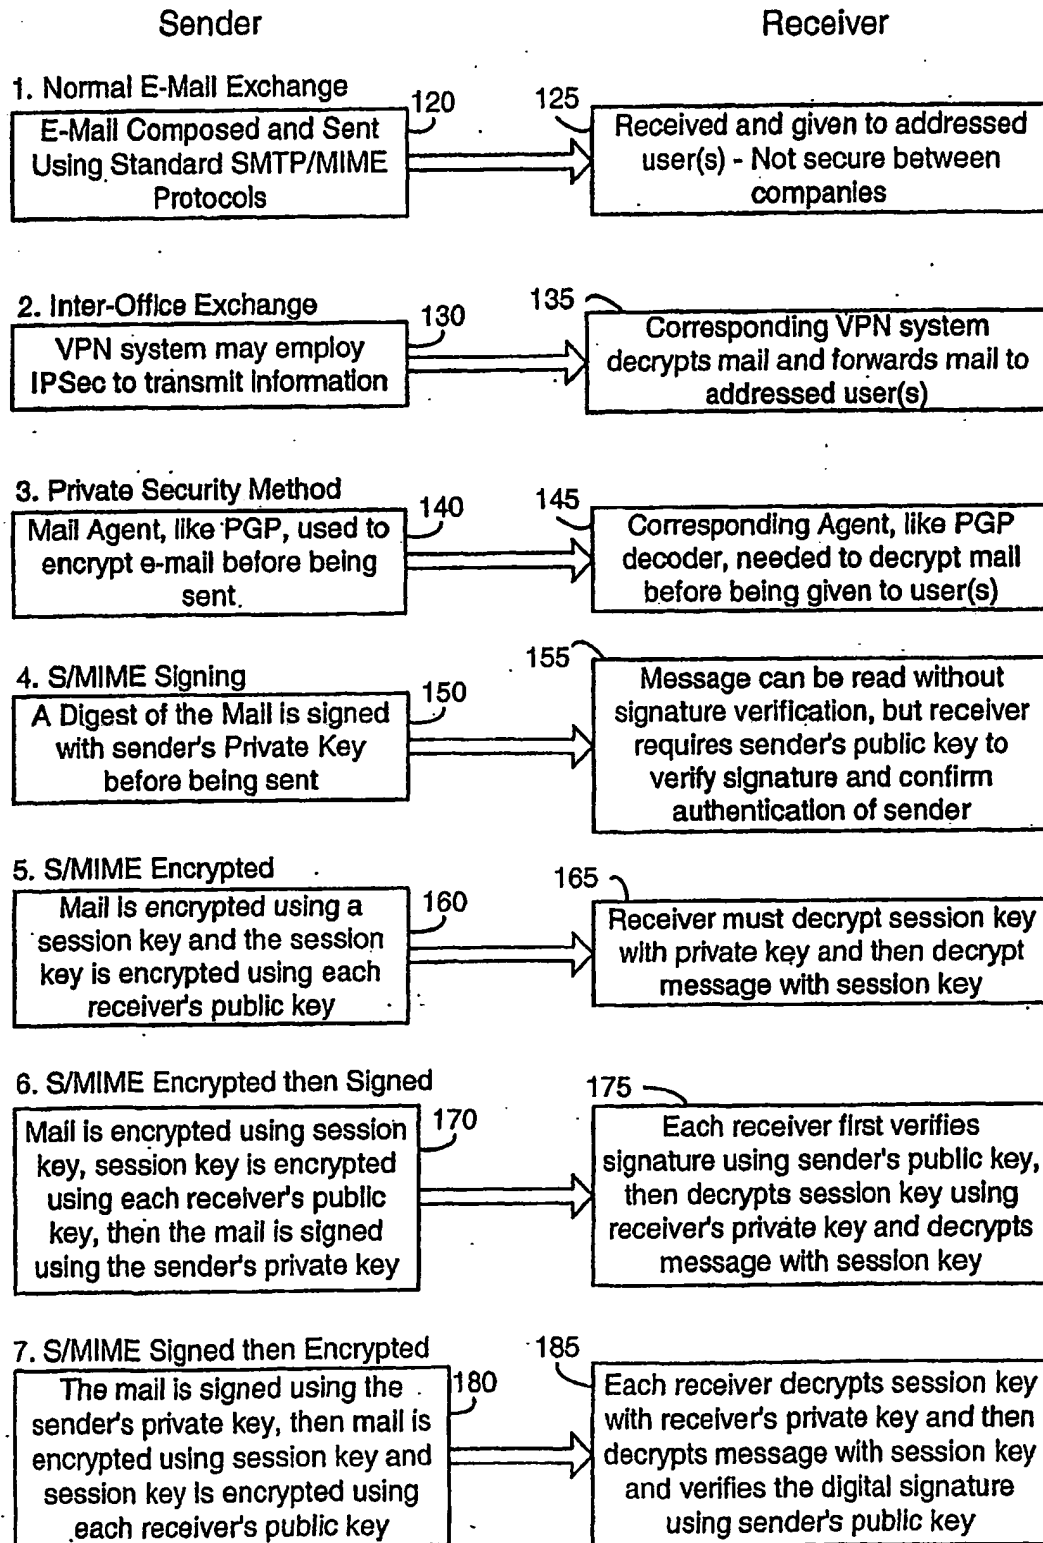 Sender
Receiver
1. Normal E-Mail Exchange
120
E-Mail Composed and Sent
Using Standard SMTP/MIME
Protocols
125
Received and given to addressed
user(s) - Not secure between
companies
2. Inter-Office Exchange
130
VPN system may employ
IPSec to transmit information
135
Corresponding VPN system
decrypts mail and forwards mail to
addressed user(s)
3. Private Security Method
140
Mail Agent, like PGP, used to
encrypt e-mail before being
sent.
145
Corresponding Agent, like PGP
decoder, needed to decrypt mail
before being given to user(s)
4. S/MIME Signing
150
A Digest of the Mail is signed
with sender's Private Key
before being sent
155
Message can be read without
signature verification, but receiver
requires sender's public key to
verify signature and confirm
authentication of sender
5. S/MIME Encrypted
160
Mail is encrypted using a
session key and the session
key is encrypted using each
receiver's public key
165
Receiver must decrypt session key
with private key and then decrypt
message with session key
6. S/MIME Encrypted then Signed
170
Mail is encrypted using session
key, session key is encrypted
using each receiver's public
key, then the mail is signed
using the sender's private key
175
Each receiver first verifies
signature using sender's public key,
then decrypts session key using
receiver's private key and decrypts
message with session key
7. S/MIME Signed then Encrypted
180
The mail is signed using the
sender's private key, then mail is
encrypted using session key and
session key is encrypted using
each receiver's public key
185
Each receiver decrypts session key
with receiver's private key and then
decrypts message with session key
and verifies the digital signature
using sender's public key